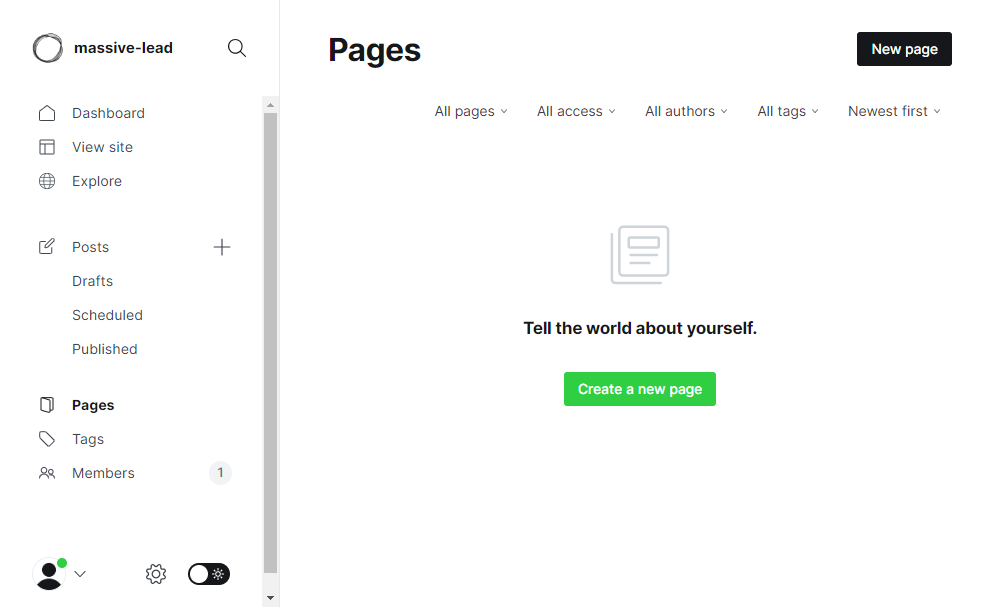 massive-lead
Dashboard
View site
Explore
Posts
Drafts
Scheduled
Published
Pages
Tags
Members 1
Pages
New page
All pages All access All authors All tags Newest first
Tell the world about yourself.
Create a new page